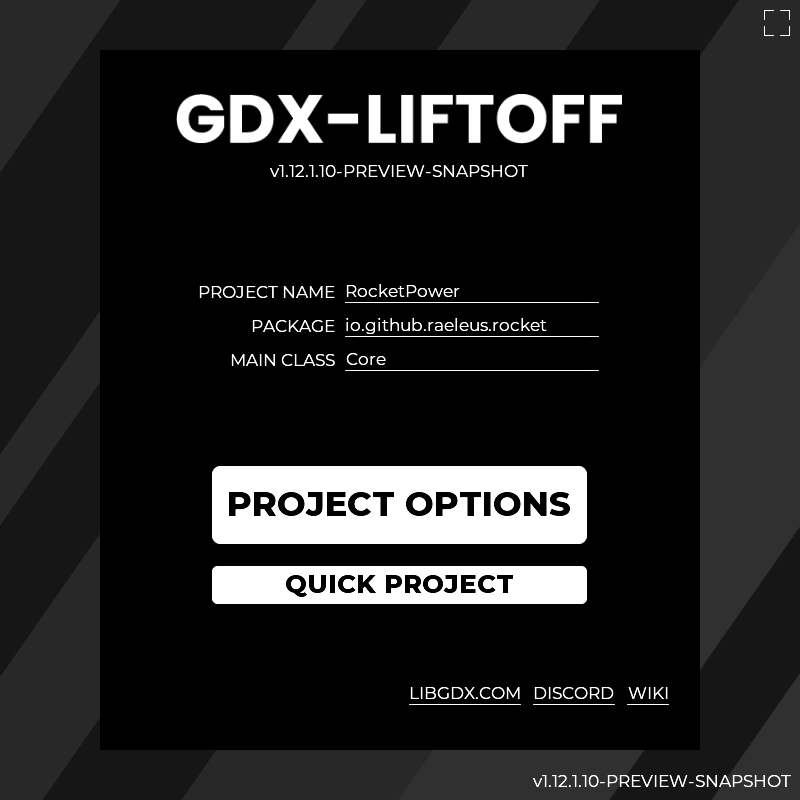 GDX-LIFTOFF
v1.12.1.10-PREVIEW-SNAPSHOT
PROJECT NAME RocketPower
PACKAGE io.github.raeleus.rocket
MAIN CLASS Core
PROJECT OPTIONS
QUICK PROJECT
LIBGDX.COM DISCORD WIKI
v1.12.1.10-PREVIEW-SNAPSHOT